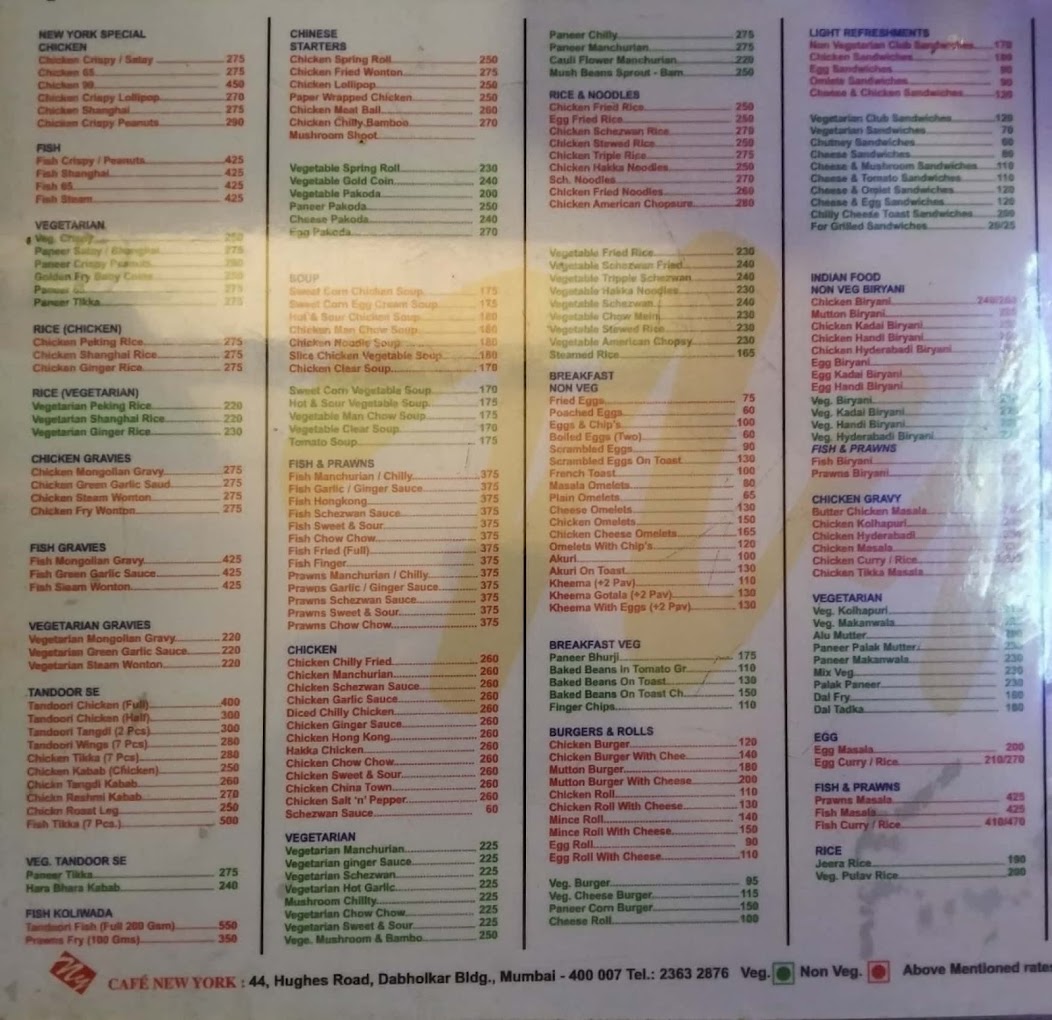 NEW YORK SPECIAL
CHICKEN
Chicken Crispy / Satay 275
Chicken 65 275
Chicken 90 450
Chicken Crispy Lollipop 270
Chicken Shanghai 275
Chicken Crispy Peanuts 290
FISH
Fish Crispy / Peanuts 425
Fish Shanghai 425
Fish 65 425
Fish Steam 425
VEGETARIAN
Veg. Crispy 250
Paneer Satay / Shanghai 275
Paneer Crispy Peanuts
Golden Fry Baby Coins 250
Paneer 65 275
Paneer Tikka 275
RICE (CHICKEN)
Chicken Peking Rice 275
Chicken Shanghai Rice 275
Chicken Ginger Rice 275
RICE (VEGETARIAN)
Vegetarian Peking Rice 220
Vegetarian Shanghai Rice 220
Vegetarian Ginger Rice 230
CHICKEN GRAVIES
Chicken Mongolian Gravy 275
Chicken Green Garlic Saud 275
Chicken Steam Wonton 275
Chicken Fry Wonton 275
FISH GRAVIES
Fish Mongolian Gravy 425
Fish Green Garlic Sauce 425
Fish Steam Wonton 425
VEGETARIAN GRAVIES
Vegetarian Mongolian Gravy 220
Vegetarian Green Garlic Sauce 220
Vegetarian Steam Wonton 220
TANDOOR SE
Tandoori Chicken (Full) 400
Tandoori Chicken (Half) 300
Tandoori Tangdi (2 Pcs) 300
Tandoori Wings (7 Pcs) 280
Chicken Tikka (7 Pcs) 280
Chicken Kabab (Chicken) 250
Chickn Tangdi Kabab 260
Chickn Reshmi Kabab 270
Chickn Roast Leg 250
Fish Tikka (7 Pcs.) 500
VEG. TANDOOR SE
Paneer Tikka 275
Hara Bhara Kabab 240
FISH KOLIWADA
Tandoori Fish (Full 200 Gsm) 550
Prawns Fry (100 Gms) 350
CHINESE
STARTERS
Chicken Spring Roll 250
Chicken Fried Wonton 275
Chicken Lollipop 250
Paper Wrapped Chicken 250
Chicken Meat Ball 260
Chicken Chilly Bamboo 270
Mushroom Shoot
Vegetable Spring Roll 230
Vegetable Gold Coin 240
Vegetable Pakoda 200
Paneer Pakoda 250
Cheese Pakoda 240
Egg Pakoda 270
SOUP
Sweet Corn Chicken Soup 175
Sweet Corn Egg Cream Soup 175
Hot & Sour Chicken Soup 180
Chicken Man Chow Soup 180
Chicken Noodle Soup 180
Slice Chicken Vegetable Soup 180
Chicken Clear Soup 170
Sweet Corn Vegetable Soup 170
Hot & Sour Vegetable Soup 175
Vegetable Man Chow Soup 175
Vegetable Clear Soup 170
Tomato Soup 175
FISH & PRAWNS
Fish Manchurian / Chilly 375
Fish Garlic / Ginger Sauce 375
Fish Hongkong 375
Fish Schezwan Sauce 375
Fish Sweet & Sour 375
Fish Chow Chow 375
Fish Fried (Full) 375
Fish Finger 375
Prawns Manchurian / Chilly 375
Prawns Garlic / Ginger Sauce 375
Prawns Schezwan Sauce 375
Prawns Sweet & Sour 375
Prawns Chow Chow 375
CHICKEN
Chicken Chilly Fried 260
Chicken Manchurian 260
Chicken Schezwan Sauce 260
Chicken Garlic Sauce 260
Diced Chilly Chicken 260
Chicken Ginger Sauce 260
Chicken Hong Kong 260
Hakka Chicken 260
Chicken Chow Chow 260
Chicken Sweet & Sour 260
Chicken China Town 260
Chicken Salt 'n' Pepper 260
Schezwan Sauce 60
VEGETARIAN
Vegetarian Manchurian 225
Vegetarian ginger Sauce 225
Vegetarian Schezwan 225
Vegetarian Hot Garlic 225
Mushroom Chillty 225
Vegetarian Chow Chow 225
Vegetarian Sweet & Sour 225
Vege. Mushroom & Bambo 250
Paneer Chilly 275
Paneer Manchurian 275
Cauli Flower Manchurian 220
Mush Beans Sprout - Bam 250
RICE & NOODLES
Chicken Fried Rice 250
Egg Fried Rice 250
Chicken Schezwan Rice 270
Chicken Stewed Rice 250
Chicken Triple Rice 275
Chicken Hakka Noodles 250
Sch. Noodles 270
Chicken Fried Noodles 260
Chicken American Chopsure 280
Vegetable Fried Rice 230
Vegetable Schezwan Fried 240
Vegetable Tripple Schezwan 240
Vegetable Hakka Noodles 230
Vegetable Schezwan 240
Vegetable Chow Mein 230
Vegetable Stewed Rice 230
Vegetable American Chopsy 230
Steamed Rice 165
BREAKFAST
NON VEG
Fried Eggs 75
Poached Eggs 60
Eggs & Chip's 100
Boiled Eggs (Two) 60
Scrambled Eggs 90
Scrambled Eggs On Toast 130
French Toast 100
Masala Omelets 80
Plain Omelets 65
Cheese Omelets 130
Chicken Omelets 150
Chicken Cheese Omelets 165
Omelets With Chip's 120
Akuri 100
Akuri On Toast 130
Kheema (+2 Pav) 110
Kheema Gotala (+2 Pav) 130
Kheema With Eggs (+2 Pav) 130
BREAKFAST VEG
Paneer Bhurji 175
Baked Beans In Tomato Gr 110
Baked Beans On Toast 130
Baked Beans On Toast Ch 150
Finger Chips 110
BURGERS & ROLLS
Chicken Burger 120
Chicken Burger With Chee 140
Mutton Burger 180
Mutton Burger With Cheese 200
Chicken Roll 110
Chicken Roll With Cheese 130
Mince Roll 140
Mince Roll With Cheese 150
Egg Roll 90
Egg Roll With Cheese 110
Veg. Burger 95
Veg. Cheese Burger 115
Paneer Corn Burger 150
Cheese Roll 100
LIGHT REFRESHMENTS
Non Vegetarian Club Sandwiches 170
Chicken Sandwiches
Egg Sandwiches 90
Omlete Sandwiches 90
Cheese & Chicken Sandwiches 120
Vegetarian Club Sandwiches 120
Vegetarian Sandwiches 70
Chutney Sandwiches 60
Cheese Sandwiches
Cheese & Mushroom Sandwiches 110
Cheese & Tomato Sandwiches 110
Cheese & Omlet Sandwiches 120
Cheese & Egg Sandwiches 120
Chilly Cheese Toast Sandwiches 200
For Grilled Sandwiches 20/25
INDIAN FOOD
NON VEG BIRYANI
Chicken Biryani
Mutton Biryani
Chicken Kadai Biryani
Chicken Handi Biryani
Chicken Hyderabadi Biryani
Egg Biryani
Egg Kadai Biryani
Egg Handi Biryani
Veg. Biryani
Veg. Kadai Biryani
Veg. Handi Biryani
Veg. Hyderabadi Biryani
FISH & PRAWNS
Fish Biryani
Prawns Biryani
CHICKEN GRAVY
Butter Chicken Masala
Chicken Kolhapuri
Chicken Hyderabadi
Chicken Masala
Chicken Curry / Rice
Chicken Tikka Masala
VEGETARIAN
Veg. Kolhapuri
Veg. Makanwala
Alu Mutter
Paneer Palak Mutter
Paneer Makanwala 230
Mix Veg 230
Palak Paneer 230
Dal Fry 160
Dal Tadka 180
EGG
Egg Masala 200
Egg Curry / Rice 210/270
FISH & PRAWNS
Prawns Masala 425
Fish Masala 425
Fish Curry / Rice 410/470
RICE
Jeera Rice 190
Veg. Pulav Rice 200
NY CAFÉ NEW YORK : 44, Hughes Road, Dabholkar Bldg., Mumbai - 400 007 Tel.: 2363 2876 Veg. Non Veg. Above Mentioned rates